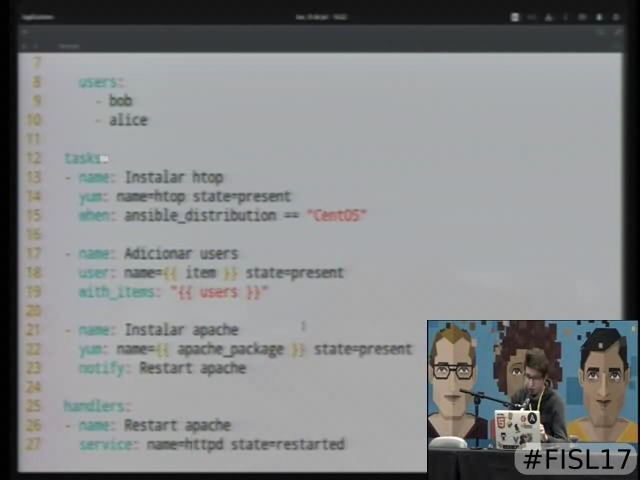 7
8 users:
9 - bob
10 - alice
11
12 tasks:
13 - name: Instalar htop
14 yum: name=htop state=present
15 when: ansible_distribution == "CentOS"
16
17 - name: Adicionar users
18 user: name={{ item }} state=present
19 with_items: "{{ users }}"
20
21 - name: Instalar apache
22 yum: name={{ apache_package }} state=present
23 notify: Restart apache
24
25 handlers:
26 - name: Restart apache
27 service: name=httpd state=restarted
#FISL17